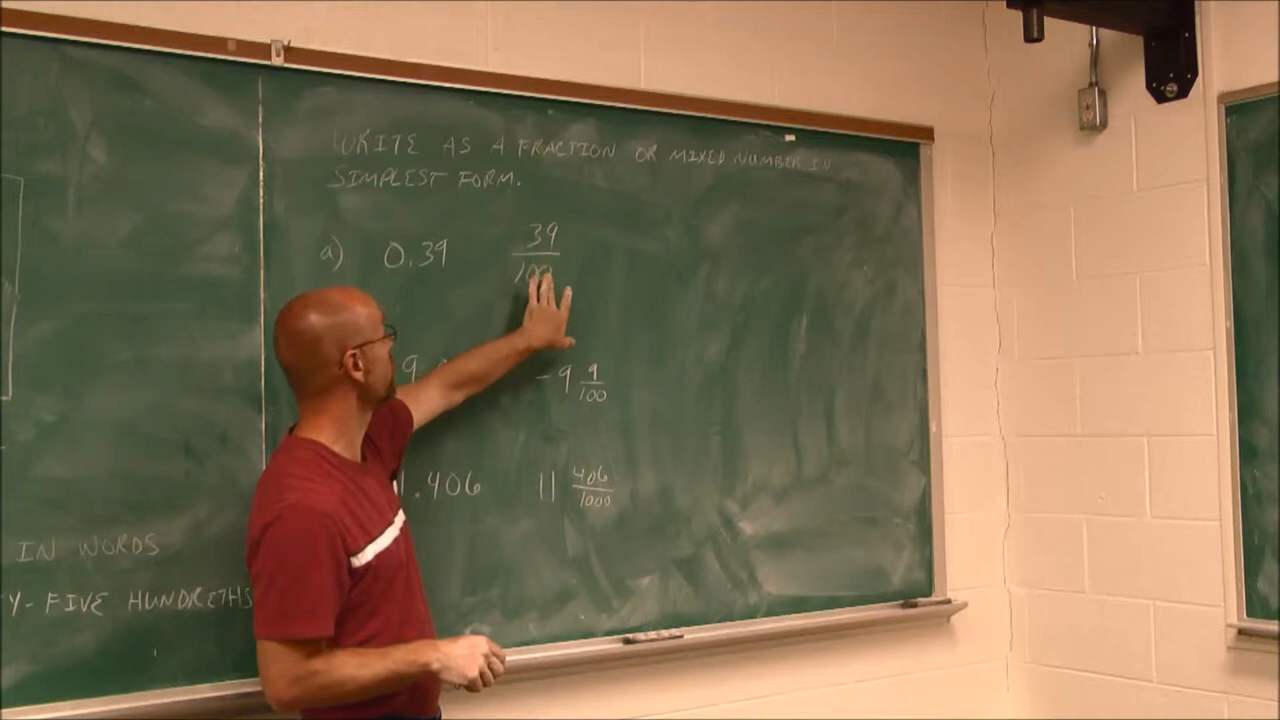 WRITE AS A FRACTION OR MIXED NUMBER IN
SIMPLEST FORM.
a) 0.39 39/100
9 -9 9/100
.406 11 406/1000
IN WORDS
Y-FIVE HUNDRETHS